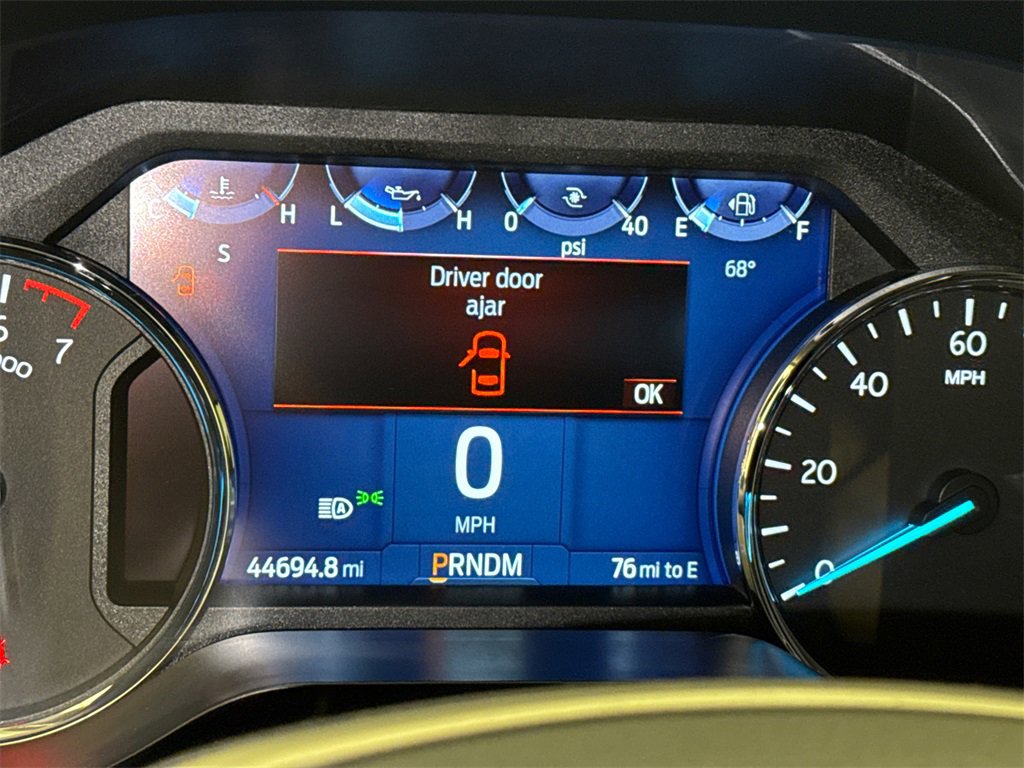 H
L H
0 40
psi
E F
S
68°
Driver door
ajar
OK
0
MPH
A
44694.8 mi
PRNDM
76 mi to E
7
60
MPH
40
20
0